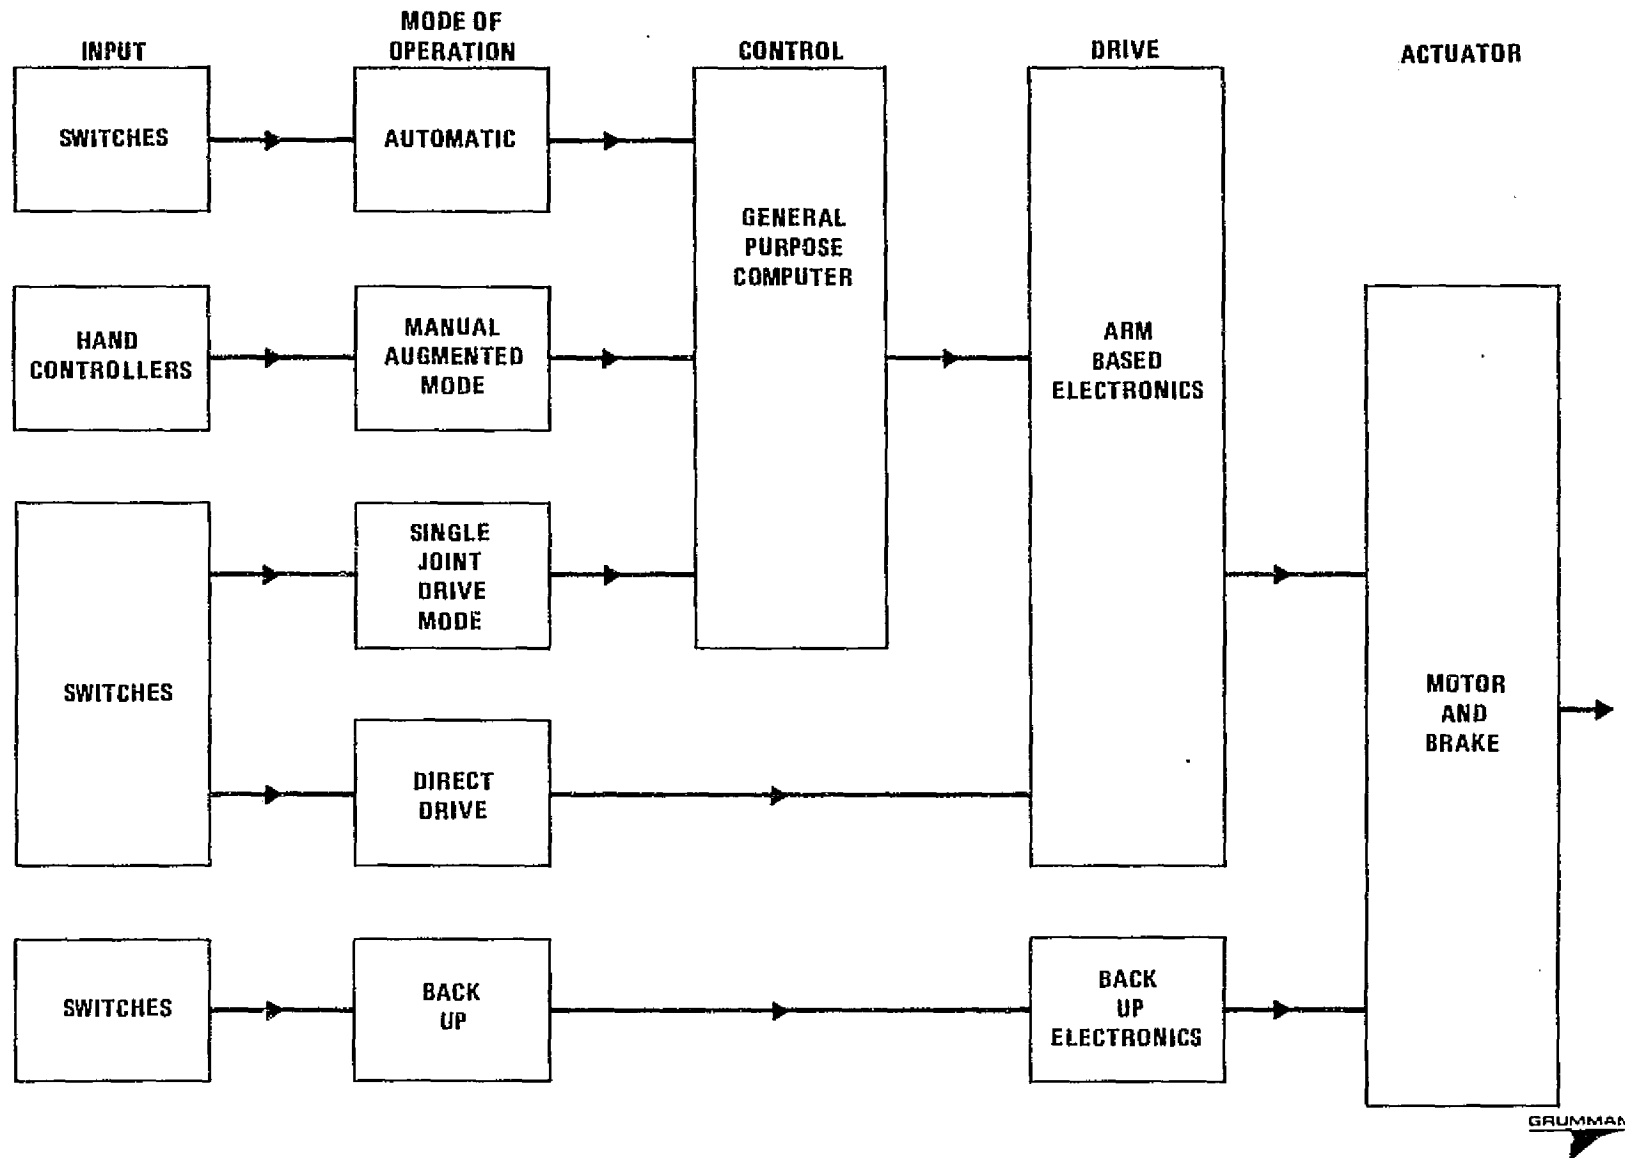 INPUT
MODE OF
OPERATION
CONTROL
DRIVE
ACTUATOR
SWITCHES
AUTOMATIC
GENERAL
PURPOSE
COMPUTER
HAND
CONTROLLERS
MANUAL
AUGMENTED
MODE
ARM
BASED
ELECTRONICS
SWITCHES
SINGLE
JOINT
DRIVE
MODE
DIRECT
DRIVE
MOTOR
AND
BRAKE
SWITCHES
BACK
UP
BACK
UP
ELECTRONICS
GRUMMAN